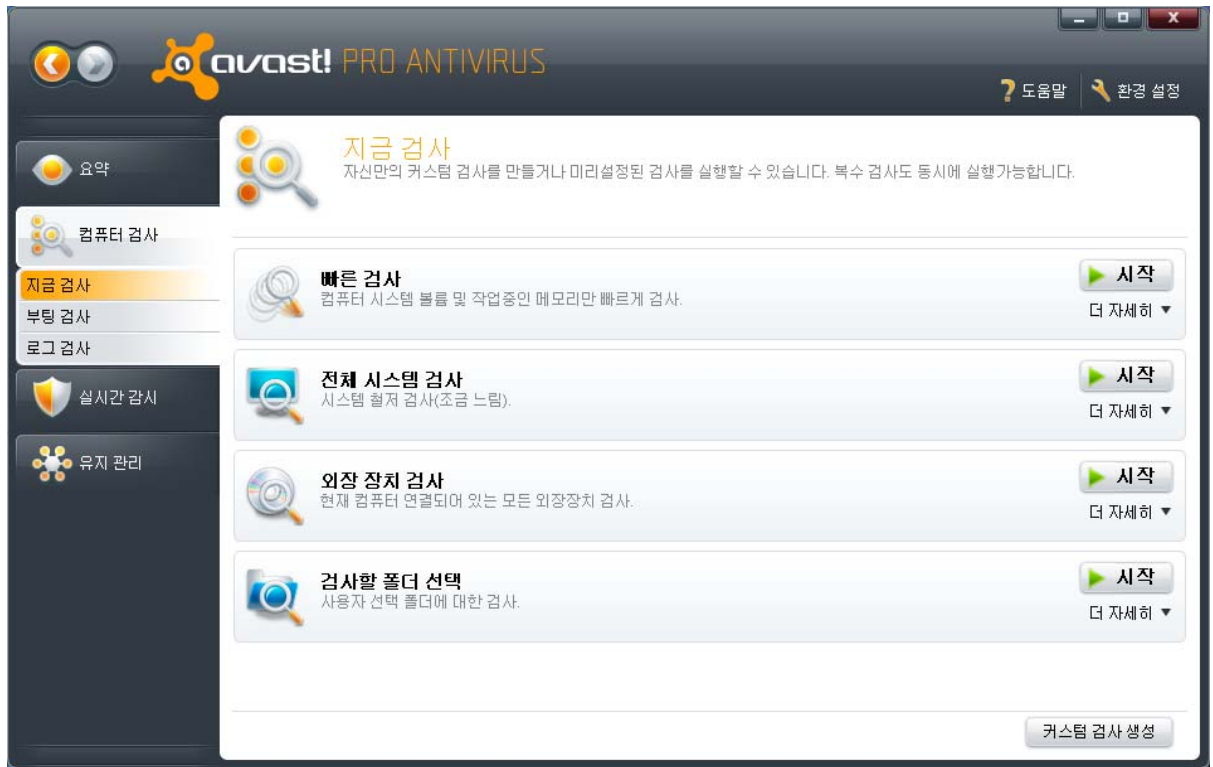 avast! PRO ANTIVIRUS
도움말
환경 설정
요약
컴퓨터 검사
지금 검사
부팅 검사
로그 검사
실시간 감시
유지 관리
지금 검사
자신만의 커스텀 검사를 만들거나 미리설정된 검사를 실행할 수 있습니다. 복수 검사도 동시에 실행가능합니다.
빠른 검사
컴퓨터 시스템 볼륨 및 작업중인 메모리만 빠르게 검사.
시작
더 자세히
전체 시스템 검사
시스템 철저 검사(조금 느림).
시작
더 자세히
외장 장치 검사
현재 컴퓨터 연결되어 있는 모든 외장장치 검사.
시작
더 자세히
검사할 폴더 선택
사용자 선택 폴더에 대한 검사.
시작
더 자세히
커스텀 검사 생성